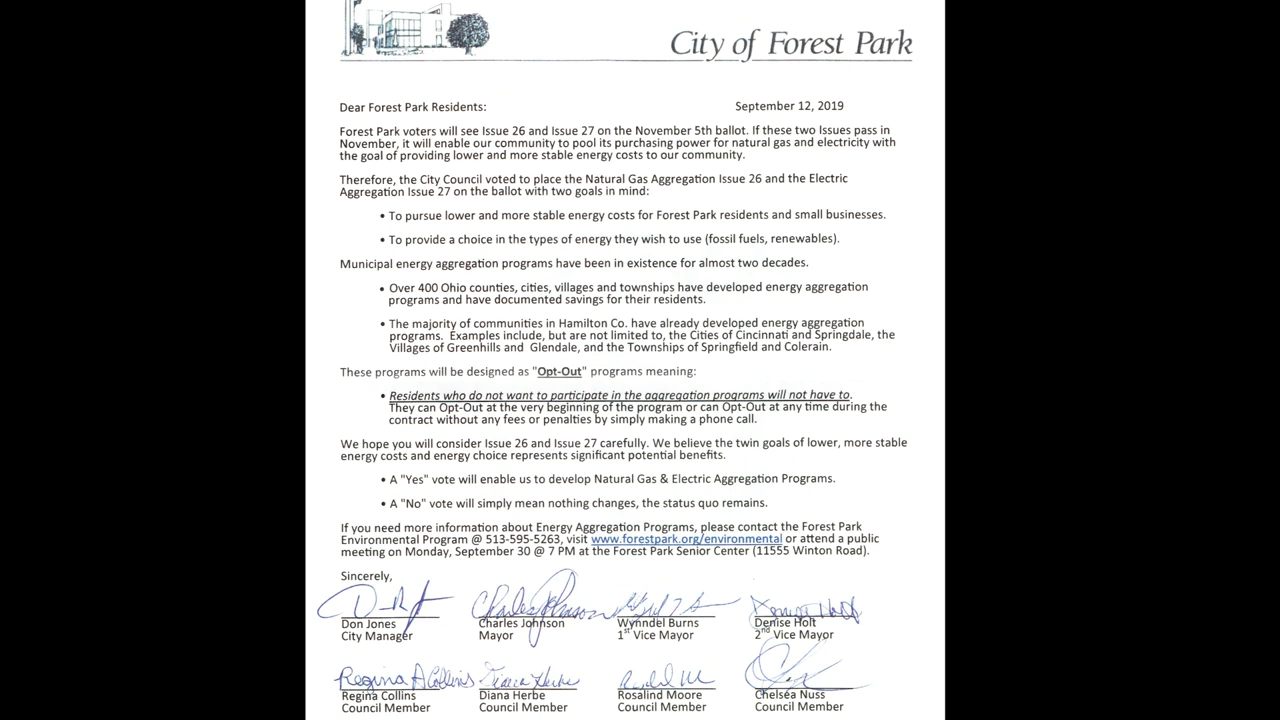 City of Forest Park
Dear Forest Park Residents: September 12, 2019
Forest Park voters will see Issue 26 and Issue 27 on the November 5th ballot. If these two Issues pass in
November, it will enable our community to pool its purchasing power for natural gas and electricity with
the goal of providing lower and more stable energy costs to our community.
Therefore, the City Council voted to place the Natural Gas Aggregation Issue 26 and the Electric
Aggregation Issue 27 on the ballot with two goals in mind:
• To pursue lower and more stable energy costs for Forest Park residents and small businesses.
• To provide a choice in the types of energy they wish to use (fossil fuels, renewables).
Municipal energy aggregation programs have been in existence for almost two decades.
• Over 400 Ohio counties, cities, villages and townships have developed energy aggregation
programs and have documented savings for their residents.
• The majority of communities in Hamilton Co. have already developed energy aggregation
programs. Examples include, but are not limited to, the Cities of Cincinnati and Springdale, the
Villages of Greenhills and Glendale, and the Townships of Springfield and Colerain.
These programs will be designed as "Opt-Out" programs meaning:
• Residents who do not want to participate in the aggregation programs will not have to.
They can Opt-Out at the very beginning of the program or can Opt-Out at any time during the
contract without any fees or penalties by simply making a phone call.
We hope you will consider Issue 26 and Issue 27 carefully. We believe the twin goals of lower, more stable
energy costs and energy choice represents significant potential benefits.
• A "Yes" vote will enable us to develop Natural Gas & Electric Aggregation Programs.
• A "No" vote will simply mean nothing changes, the status quo remains.
If you need more information about Energy Aggregation Programs, please contact the Forest Park
Environmental Program @ 513-595-5263, visit www.forestpark.org/environmental or attend a public
meeting on Monday, September 30 @ 7 PM at the Forest Park Senior Center (11555 Winton Road).
Sincerely,
Charles Johnson Denise Holt
Don Jones Charles Johnson Wynndel Burns Denise Holt
City Manager Mayor 1st Vice Mayor 2nd Vice Mayor
Regina A Collins Diana Herbe
Regina Collins Diana Herbe Rosalind Moore Chelsea Nuss
Council Member Council Member Council Member Council Member